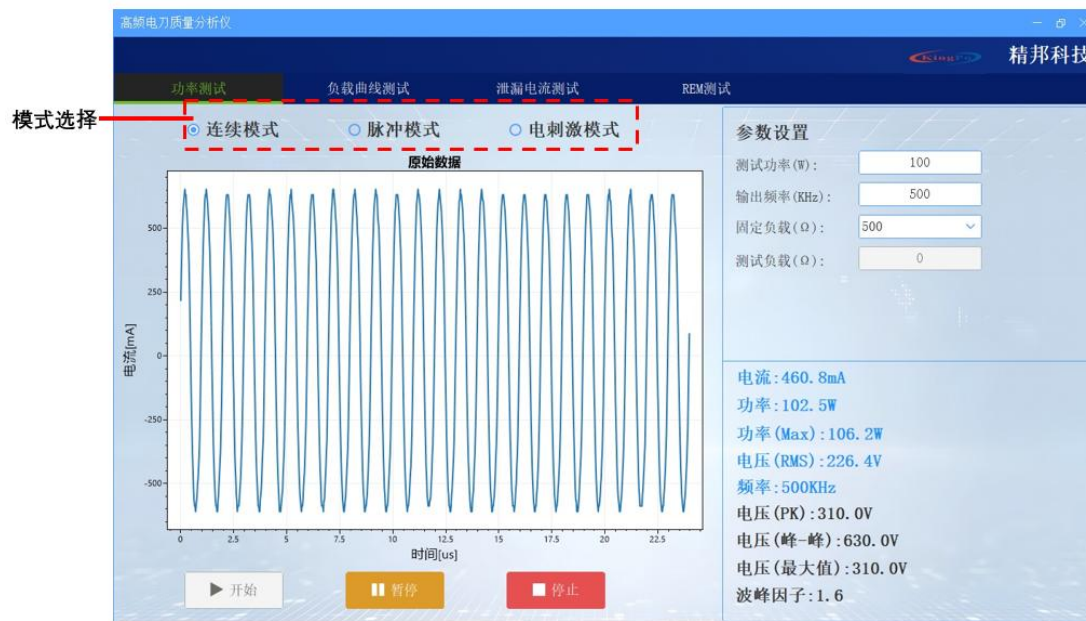 高频电刀质量分析仪
KingPo 精邦科技
功率测试 负载曲线测试 泄漏电流测试 REM测试
模式选择
连续模式 脉冲模式 电刺激模式
原始数据
500
250
0
-250
-500
电流[mA]
0 2.5 5 7.5 10 12.5 15 17.5 20 22.5
时间[us]
开始 暂停 停止
参数设置
测试功率(W): 100
输出频率(KHz): 500
固定负载(Ω): 500
测试负载(Ω): 0
电流:460.8mA
功率:102.5W
功率(Max):106.2W
电压(RMS):226.4V
频率:500KHz
电压(PK):310.0V
电压(峰-峰):630.0V
电压(最大值):310.0V
波峰因子:1.6